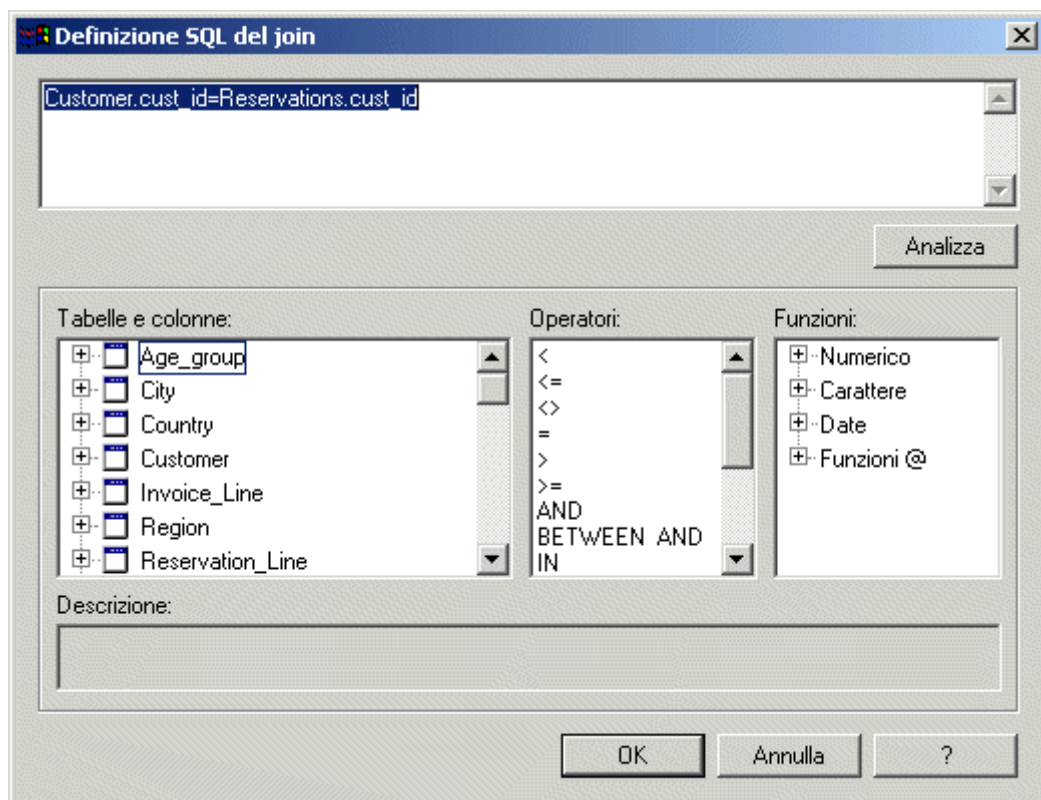 Definizione SQL del join
Customer.cust_id=Reservations.cust_id
Analizza
Tabelle e colonne:
Age_group
City
Country
Customer
Invoice_Line
Region
Reservation_Line
Operatori:
<
<=
<>
=
>
>=
AND
BETWEEN AND
IN
Funzioni:
Numerico
Carattere
Date
Funzioni @
Descrizione:
OK
Annulla
?